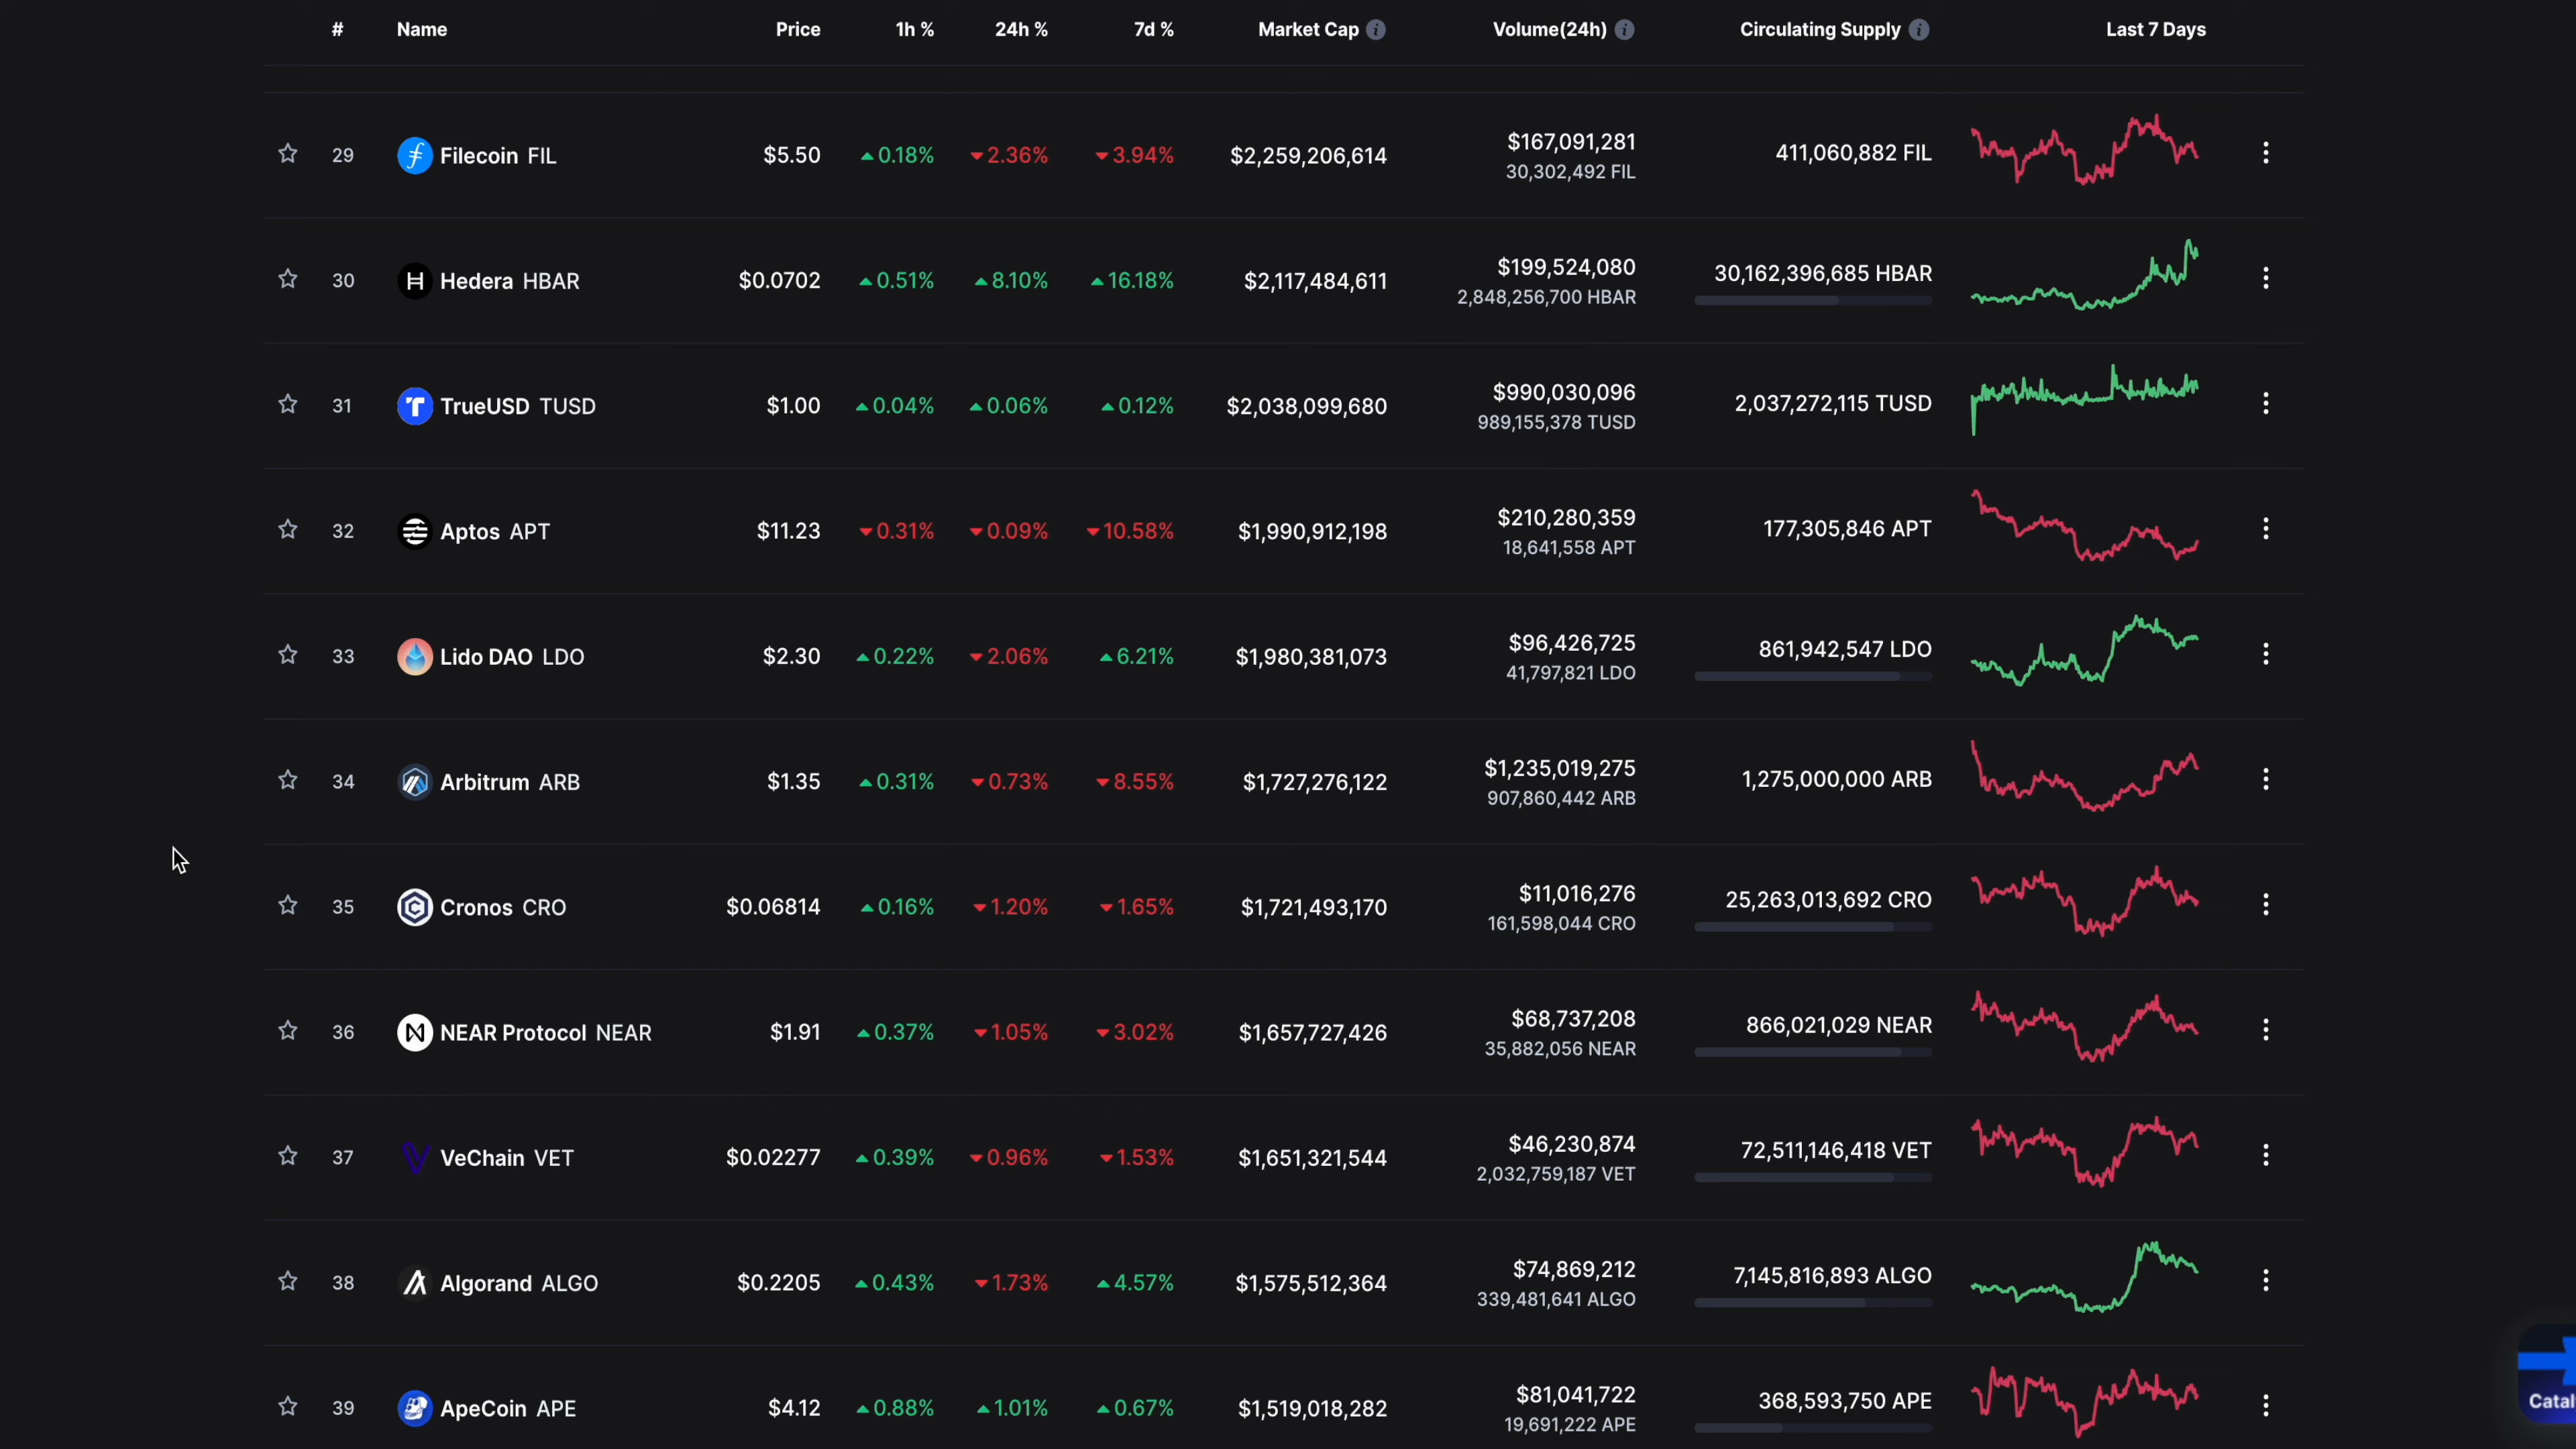 # Name Price 1h % 24h % 7d % Market Cap Volume(24h) Circulating Supply Last 7 Days
29 Filecoin FIL $5.50 0.18% 2.36% 3.94% $2,259,206,614 $167,091,281 411,060,882 FIL
30,302,492 FIL
30 Hedera HBAR $0.0702 0.51% 8.10% 16.18% $2,117,484,611 $199,524,080 30,162,396,685 HBAR
2,848,256,700 HBAR
31 TrueUSD TUSD $1.00 0.04% 0.06% 0.12% $2,038,099,680 $990,030,096 2,037,272,115 TUSD
989,155,378 TUSD
32 Aptos APT $11.23 0.31% 0.09% 10.58% $1,990,912,198 $210,280,359 177,305,846 APT
18,641,558 APT
33 Lido DAO LDO $2.30 0.22% 2.06% 6.21% $1,980,381,073 $96,426,725 861,942,547 LDO
41,797,821 LDO
34 Arbitrum ARB $1.35 0.31% 0.73% 8.55% $1,727,276,122 $1,235,019,275 1,275,000,000 ARB
907,860,442 ARB
35 Cronos CRO $0.06814 0.16% 1.20% 1.65% $1,721,493,170 $11,016,276 25,263,013,692 CRO
161,598,044 CRO
36 NEAR Protocol NEAR $1.91 0.37% 1.05% 3.02% $1,657,727,426 $68,737,208 866,021,029 NEAR
35,882,056 NEAR
37 VeChain VET $0.02277 0.39% 0.96% 1.53% $1,651,321,544 $46,230,874 72,511,146,418 VET
2,032,759,187 VET
38 Algorand ALGO $0.2205 0.43% 1.73% 4.57% $1,575,512,364 $74,869,212 7,145,816,893 ALGO
339,481,641 ALGO
39 ApeCoin APE $4.12 0.88% 1.01% 0.67% $1,519,018,282 $81,041,722 368,593,750 APE
19,691,222 APE
Catal